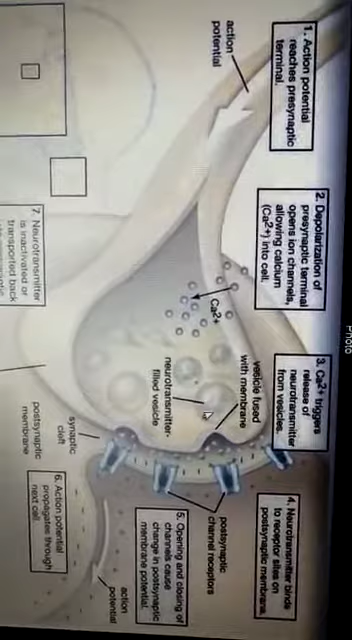 Photo
1. Action potential
reaches presynaptic
terminal.
action
potential
2. Depolarization of
presynaptic terminal
opens ion channels,
allowing calcium
(Ca2+) into cell.
Ca2+
3. Ca2+ triggers
release of
neurotransmitter
from vesicles.
vesicle fused
with membrane
neurotransmitter-
filled vesicle
4. Neurotransmitter binds
to receptor sites on
postsynaptic membrane.
postsynaptic
channel receptors
5. Opening and closing of
channels cause
change in postsynaptic
membrane potential.
synaptic
cleft
postsynaptic
membrane
6. Action potential
propagates through
next cell.
action
potential
7. Neurotransmitter
is inactivated or
transported back